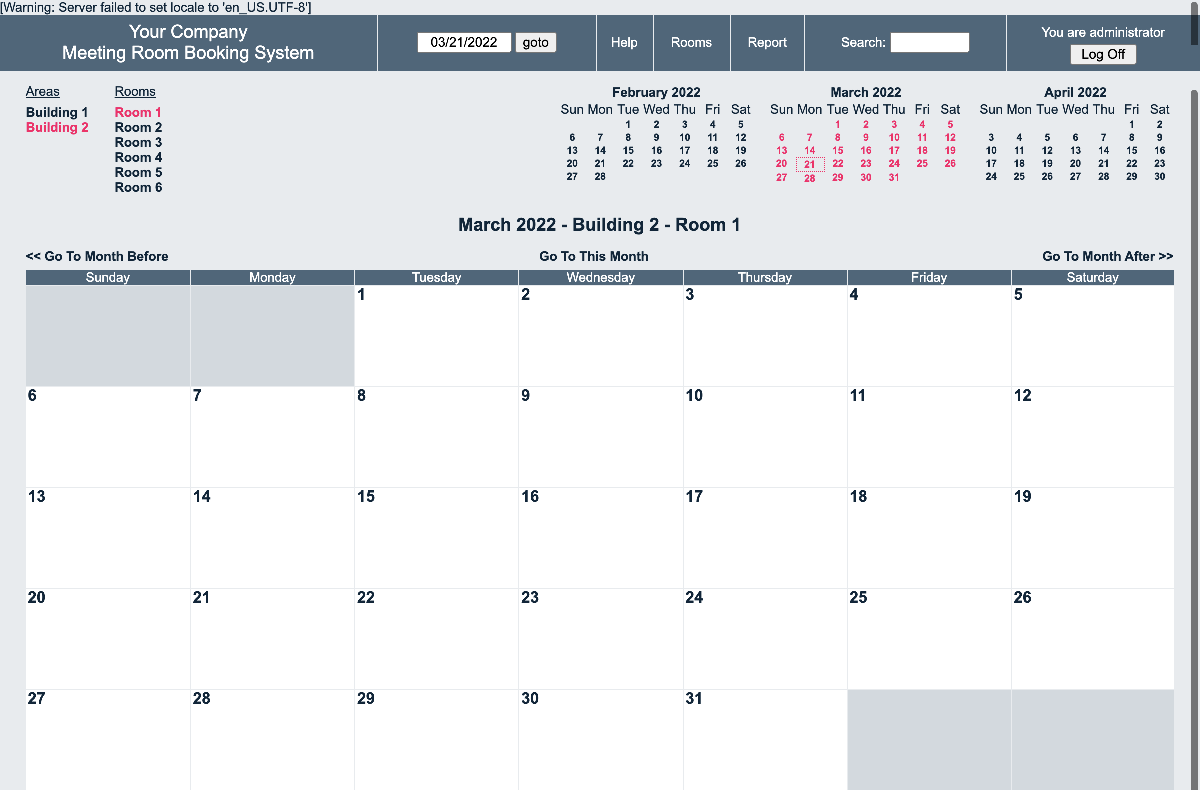 [Warning: Server failed to set locale to 'en_US.UTF-8']
Your Company
Meeting Room Booking System
03/21/2022 goto
Help
Rooms
Report
Search:
You are administrator
Log Off
Areas
Building 1
Building 2
Rooms
Room 1
Room 2
Room 3
Room 4
Room 5
Room 6
February 2022
Sun Mon Tue Wed Thu Fri Sat
1 2 3 4 5
6 7 8 9 10 11 12
13 14 15 16 17 18 19
20 21 22 23 24 25 26
27 28
March 2022
Sun Mon Tue Wed Thu Fri Sat
1 2 3 4 5
6 7 8 9 10 11 12
13 14 15 16 17 18 19
20 21 22 23 24 25 26
27 28 29 30 31
April 2022
Sun Mon Tue Wed Thu Fri Sat
1 2
3 4 5 6 7 8 9
10 11 12 13 14 15 16
17 18 19 20 21 22 23
24 25 26 27 28 29 30
March 2022 - Building 2 - Room 1
<< Go To Month Before Go To This Month Go To Month After >>
Sunday Monday Tuesday Wednesday Thursday Friday Saturday
1 2 3 4 5
6 7 8 9 10 11 12
13 14 15 16 17 18 19
20 21 22 23 24 25 26
27 28 29 30 31